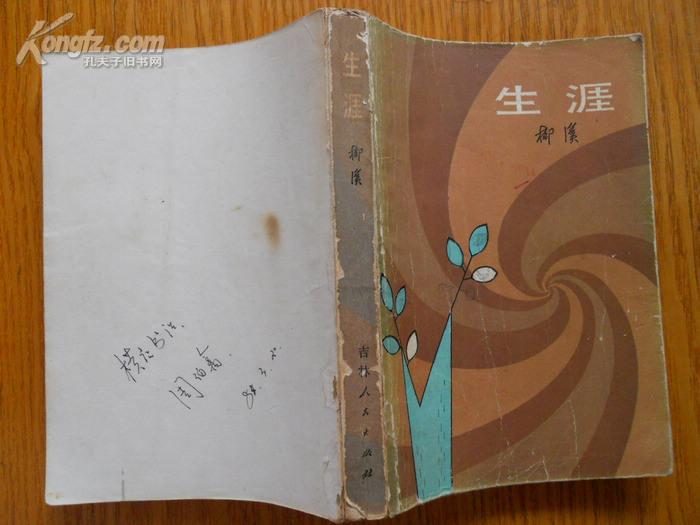 Kongfz.com
孔夫子旧书网
生涯
柳溪
生涯
柳溪
吉林人民出版社